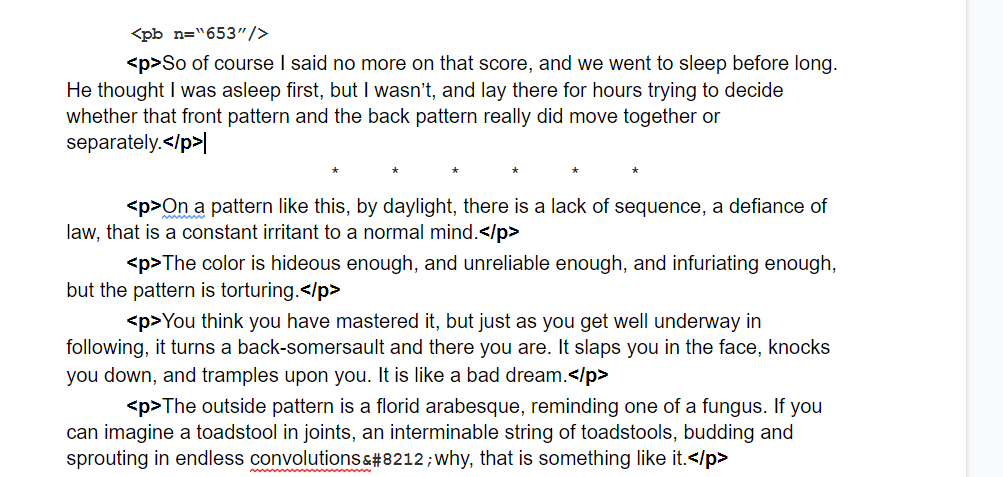 <pb n=“653”/>
<p>So of course I said no more on that score, and we went to sleep before long.
He thought I was asleep first, but I wasn’t, and lay there for hours trying to decide
whether that front pattern and the back pattern really did move together or
separately.</p>
* * * * * *
<p>On a pattern like this, by daylight, there is a lack of sequence, a defiance of
law, that is a constant irritant to a normal mind.</p>
<p>The color is hideous enough, and unreliable enough, and infuriating enough,
but the pattern is torturing.</p>
<p>You think you have mastered it, but just as you get well underway in
following, it turns a back-somersault and there you are. It slaps you in the face, knocks
you down, and tramples upon you. It is like a bad dream.</p>
<p>The outside pattern is a florid arabesque, reminding one of a fungus. If you
can imagine a toadstool in joints, an interminable string of toadstools, budding and
sprouting in endless convolutions&#8212;why, that is something like it.</p>